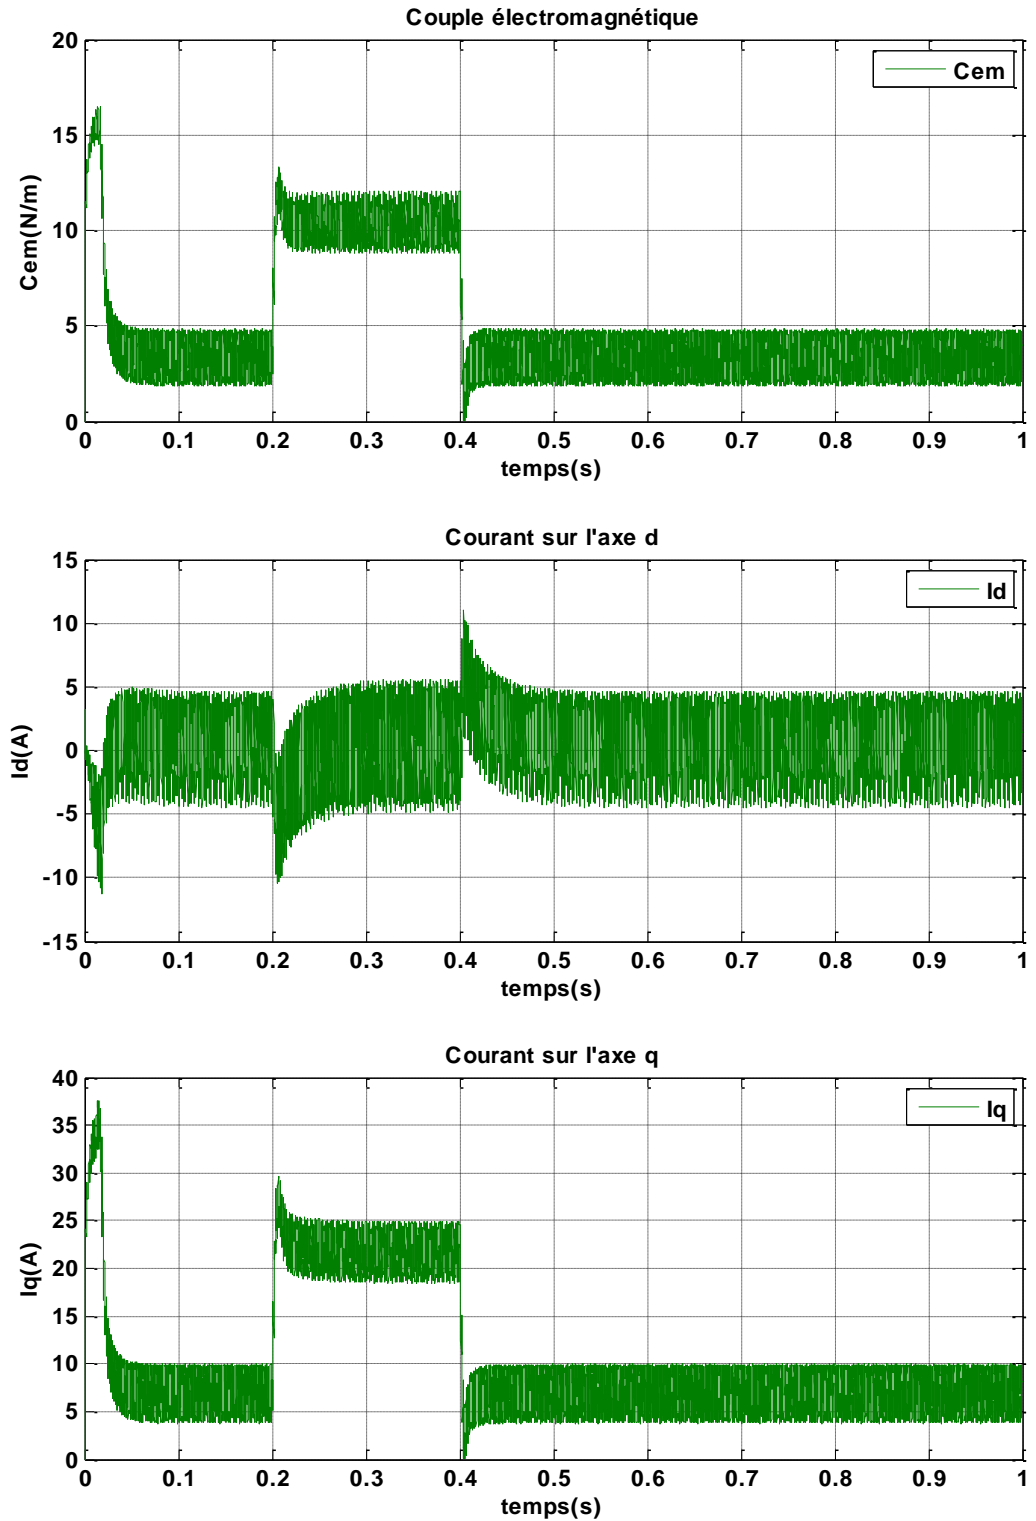 Couple électromagnétique
20
15
10
5
0
Cem(N/m)
Cem
0 0.1 0.2 0.3 0.4 0.5 0.6 0.7 0.8 0.9 1
temps(s)
Courant sur l'axe d
15
10
5
0
-5
-10
-15
Id(A)
Id
0 0.1 0.2 0.3 0.4 0.5 0.6 0.7 0.8 0.9 1
temps(s)
Courant sur l'axe q
40
35
30
25
20
15
10
5
0
Iq(A)
Iq
0 0.1 0.2 0.3 0.4 0.5 0.6 0.7 0.8 0.9 1
temps(s)